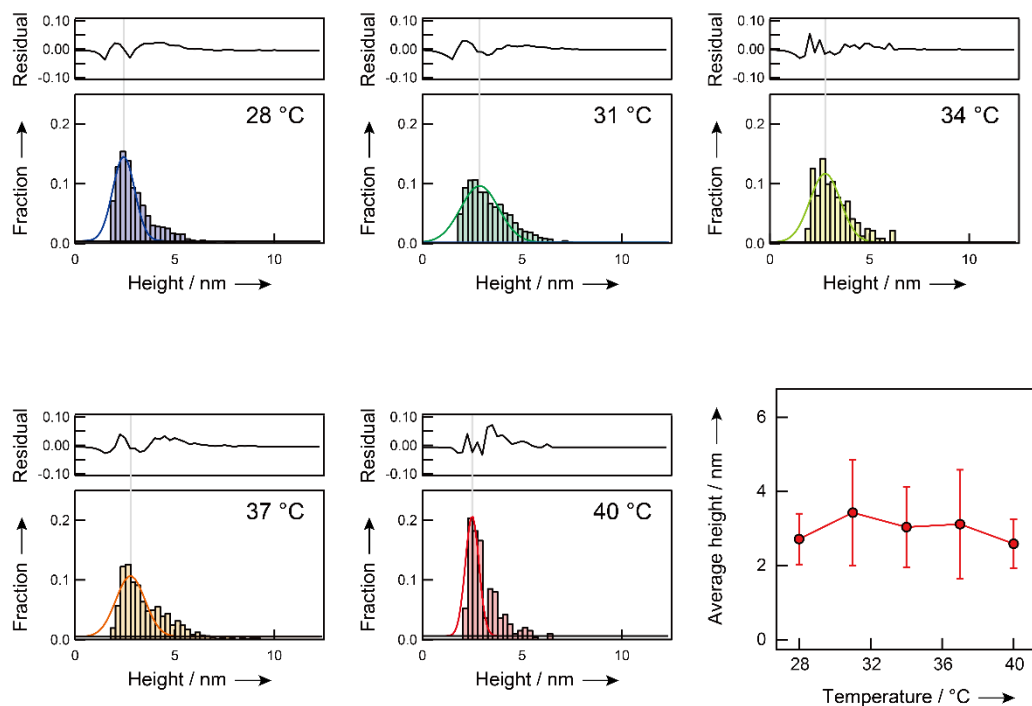 Residual
0.10
0.00
-0.10
28 °C
Fraction
0.2
0.1
0.0
0
5
10
Height / nm
Residual
0.10
0.00
-0.10
31 °C
Fraction
0.2
0.1
0.0
0
5
10
Height / nm
Residual
0.10
0.00
-0.10
34 °C
Fraction
0.2
0.1
0.0
0
5
10
Height / nm
Residual
0.10
0.00
-0.10
37 °C
Fraction
0.2
0.1
0.0
0
5
10
Height / nm
Residual
0.10
0.00
-0.10
40 °C
Fraction
0.2
0.1
0.0
0
5
10
Height / nm
Average height / nm
6
4
2
0
28
32
36
40
Temperature / °C